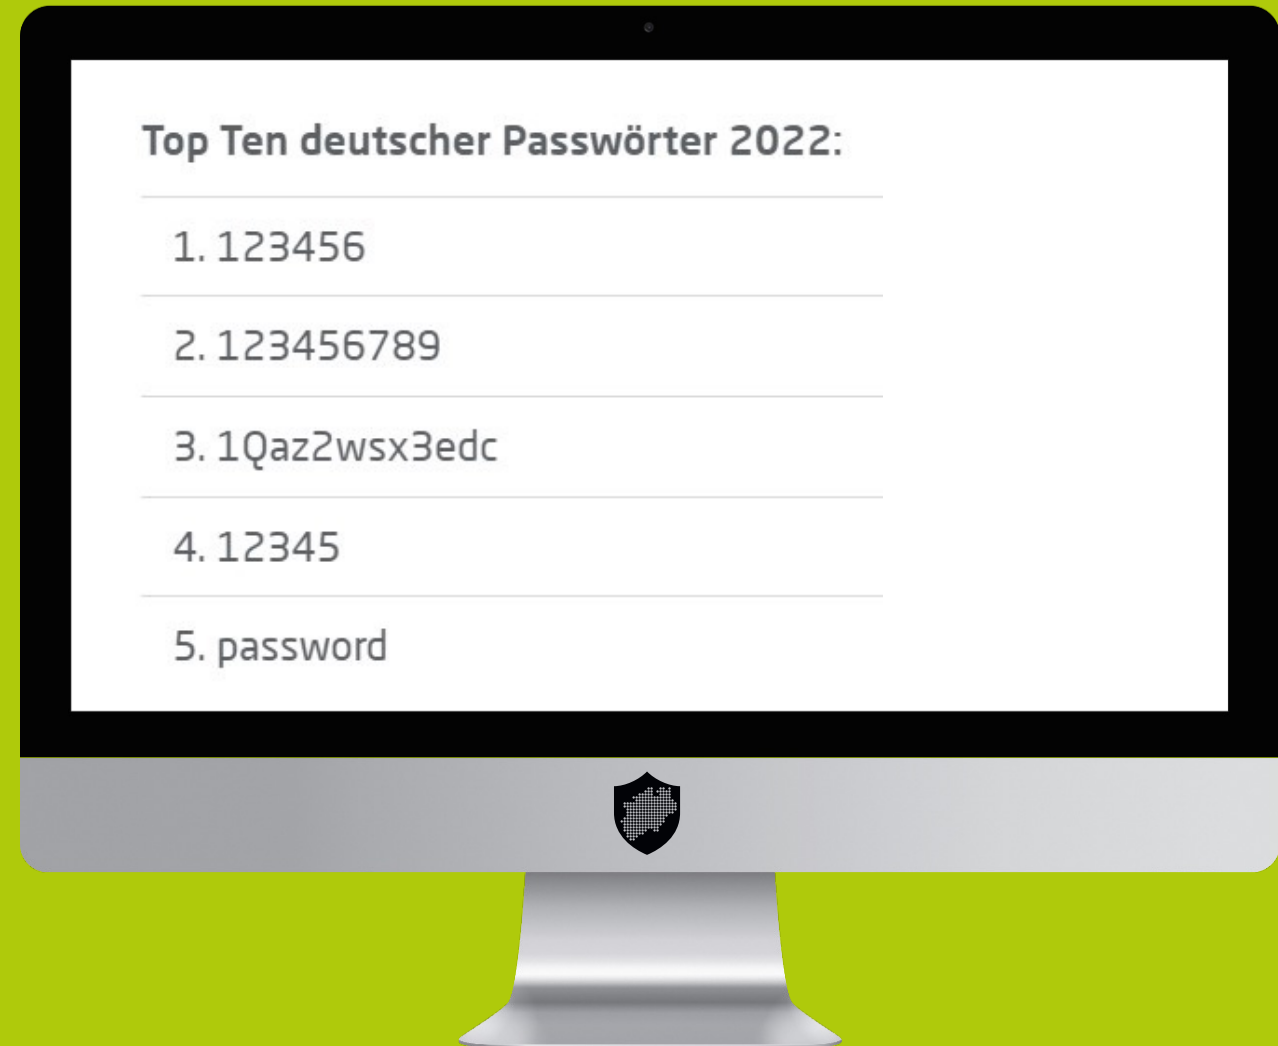 Top Ten deutscher Passwörter 2022:
1. 123456
2. 123456789
3. 1Qaz2wsx3edc
4. 12345
5. password